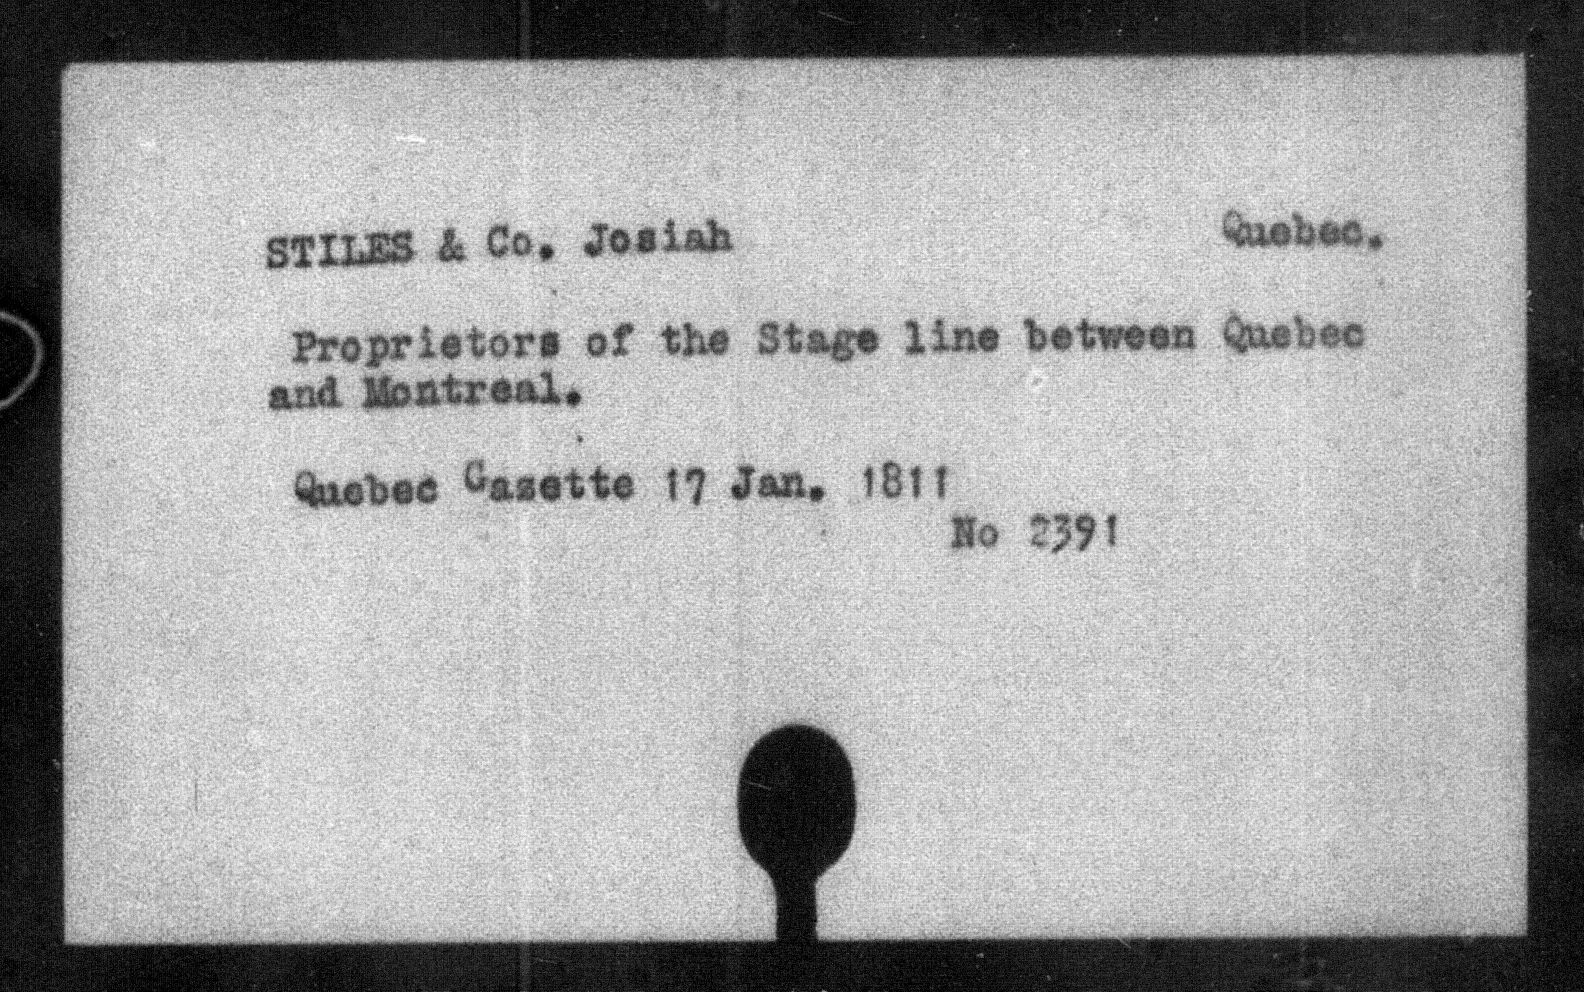 STILES & Co. Josiah Quebec.
Proprietors of the Stage line between Quebec
and Montreal.
Quebec Gasette 17 Jan. 1811
No 2391